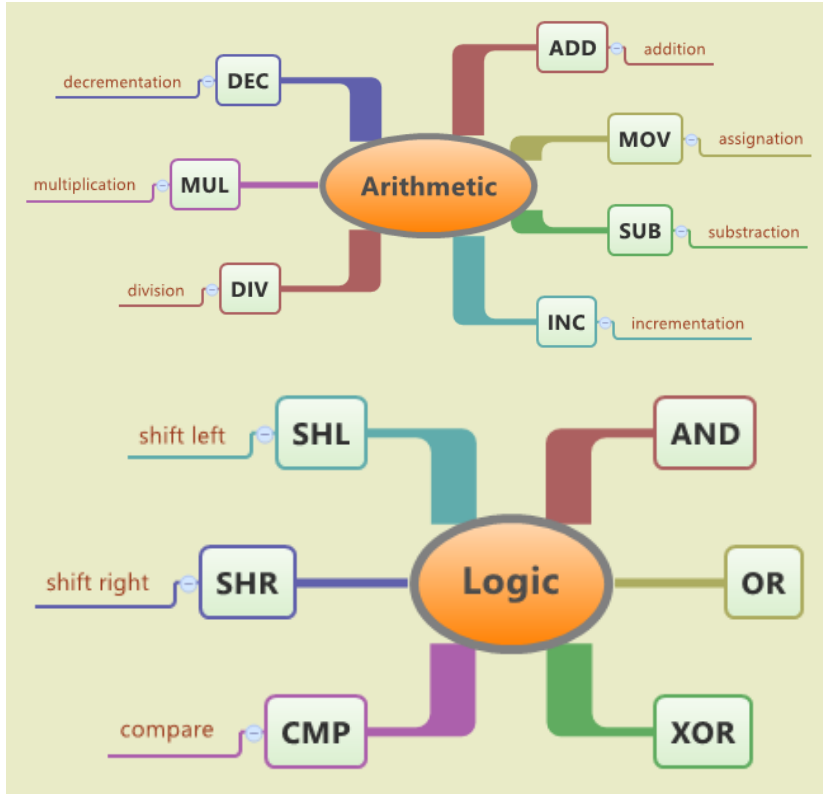 ADD
addition
DEC
decrementation
MOV
assignation
Arithmetic
MUL
multiplication
SUB
substraction
DIV
division
INC
incrementation
SHL
shift left
AND
Logic
SHR
shift right
OR
CMP
compare
XOR